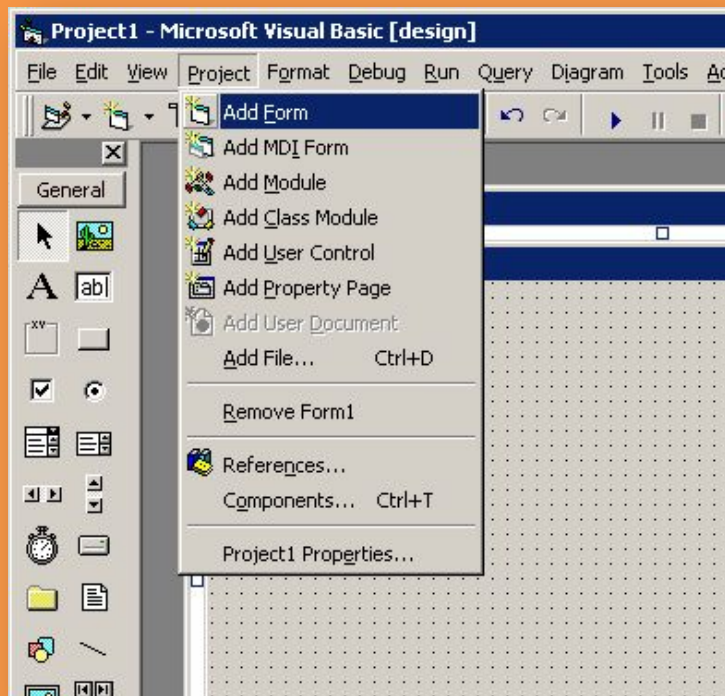 Project1 - Microsoft Visual Basic [design]
File Edit View Project Format Debug Run Query Diagram Tools
Add Form
Add MDI Form
General
Add Module
Add Class Module
Add User Control
A abl
Add Property Page
xv
Add User Document
Add File... Ctrl+D
Remove Form1
References...
Components... Ctrl+T
Project1 Properties...